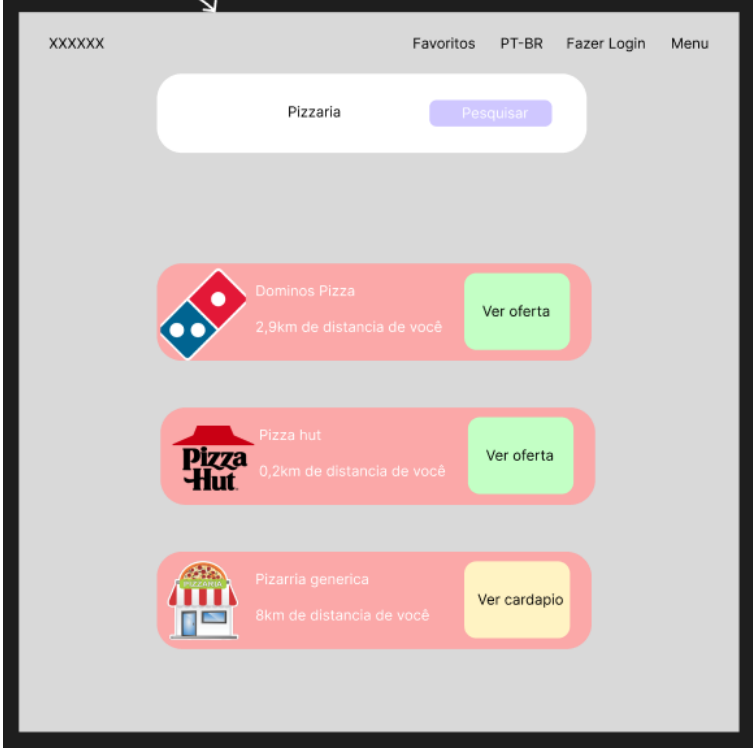 XXXXXX
Favoritos PT-BR Fazer Login Menu
Pizzaria Pesquisar
Dominos Pizza
2,9km de distancia de você
Ver oferta
Pizza Hut
Pizza hut
0,2km de distancia de você
Ver oferta
PIZZARIA
Pizarria generica
8km de distancia de você
Ver cardapio